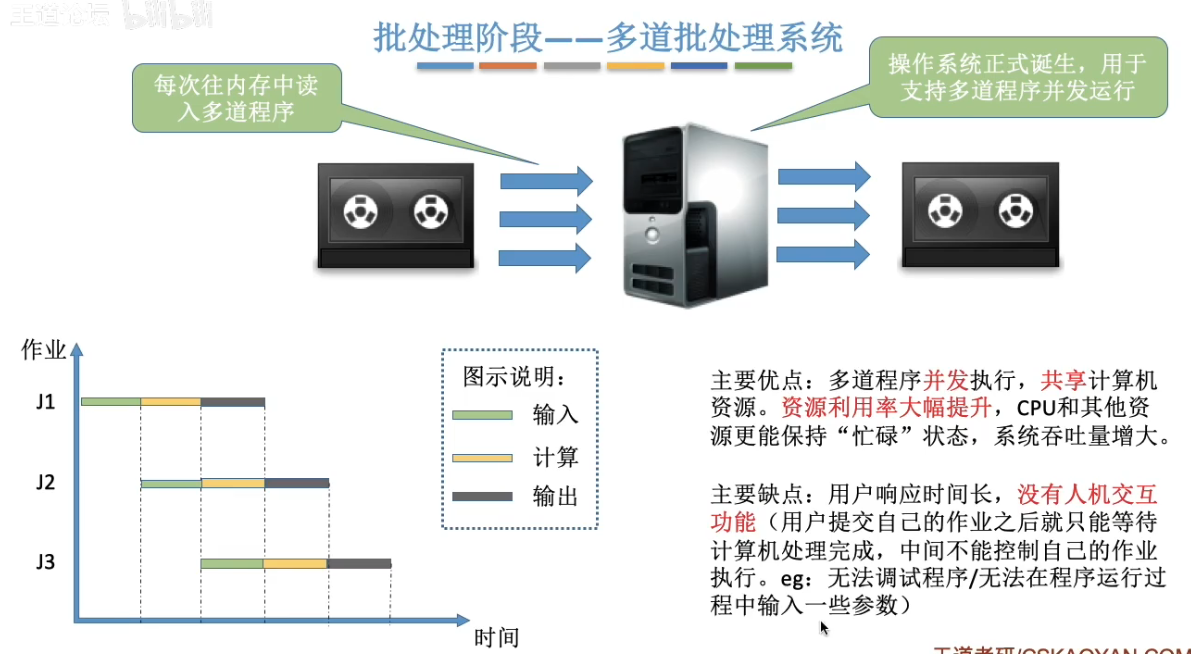 王道论坛 bilibili
批处理阶段——多道批处理系统
每次往内存中读
入多道程序
操作系统正式诞生，用于
支持多道程序并发运行
作业
J1
J2
J3
时间
图示说明：
输入
计算
输出
主要优点：多道程序并发执行，共享计算机
资源。资源利用率大幅提升，CPU和其他资
源更能保持“忙碌”状态，系统吞吐量增大。
主要缺点：用户响应时间长，没有人机交互
功能（用户提交自己的作业之后就只能等待
计算机处理完成，中间不能控制自己的作业
执行。eg：无法调试程序/无法在程序运行过
程中输入一些参数）
王道考研/CSKAOYAN.COM